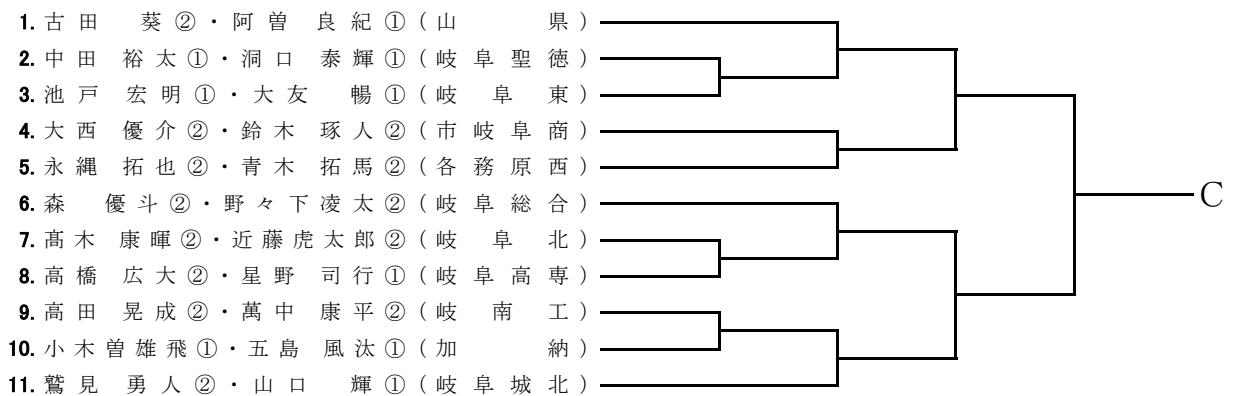 1. 古田 葵②・阿曽 良紀①(山 県)
2. 中田 裕太①・洞口 泰輝①(岐阜聖徳)
3. 池戸 宏明①・大友 暢①(岐 阜 東)
4. 大西 優介②・鈴木 琢人②(市岐阜商)
5. 永縄 拓也②・青木 拓馬②(各務原西)
6. 森 優斗②・野々下凌太②(岐阜総合)
7. 髙木 康暉②・近藤虎太郎②(岐 阜 北)
8. 高橋 広大②・星野 司行①(岐阜高専)
9. 高田 晃成②・萬中 康平②(岐 南 工)
10. 小木曽雄飛①・五島 風汰①(加 納)
11. 鷲見 勇人②・山口 輝①(岐阜城北)
C